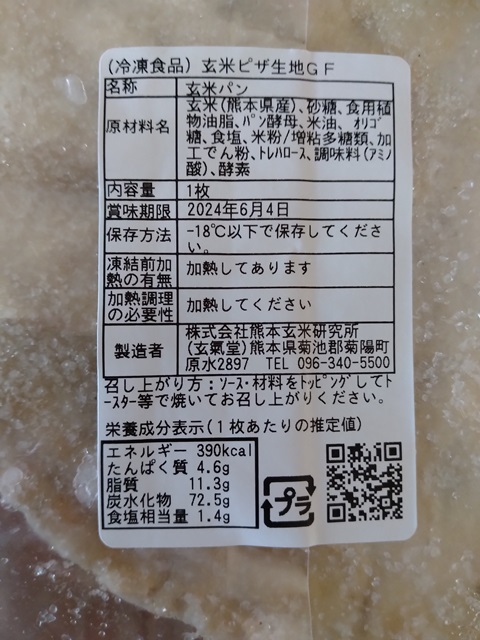 (冷凍食品) 玄米ピザ生地ＧＦ
名称 玄米パン
原材料名 玄米(熊本県産)、砂糖、食用植
物油脂、ﾊﾟﾝ酵母、米油、ｵﾘｺﾞ
糖、食塩、米粉/増粘多糖類、加
工でん粉、ﾄﾚﾊﾛｰｽ、調味料(アミノ
酸)、酵素
内容量 1枚
賞味期限 2024年6月4日
保存方法 -18℃以下で保存してくださ
い。
凍結前加
熱の有無 加熱してあります
加熱調理
の必要性 加熱してください
製造者 株式会社熊本玄米研究所
(玄氣堂)熊本県菊池郡菊陽町
原水2897 TEL 096-340-5500
召し上がり方：ｿｰｽ・材料をﾄｯﾋﾟﾝｸﾞしてﾄ
ｰｽﾀｰ等で焼いてお召し上がりください。
栄養成分表示(１枚あたりの推定値)
エネルギー 390kcal
たんぱく質 4.6g
脂質 11.3g
炭水化物 72.5g
食塩相当量 1.4g
プラ